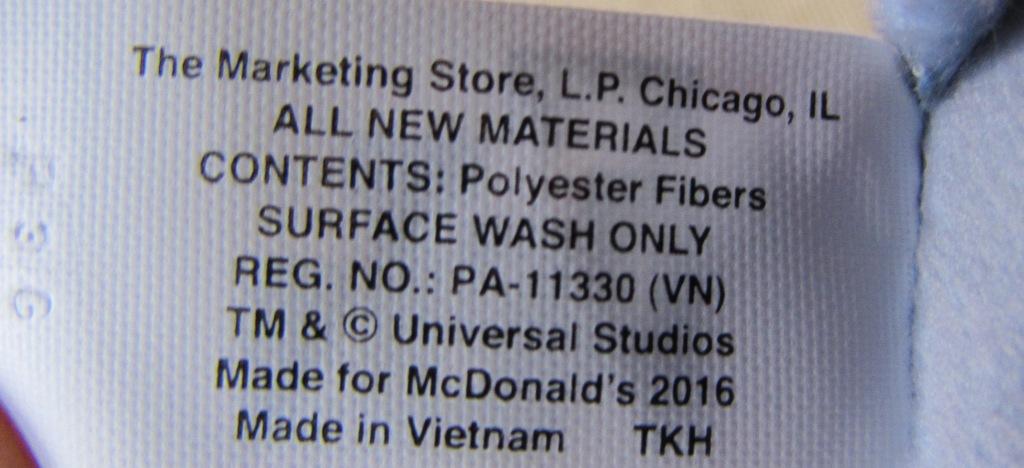 The Marketing Store, L.P. Chicago, IL
ALL NEW MATERIALS
CONTENTS: Polyester Fibers
SURFACE WASH ONLY
REG. NO.: PA-11330 (VN)
TM & © Universal Studios
Made for McDonald's 2016
Made in Vietnam TKH